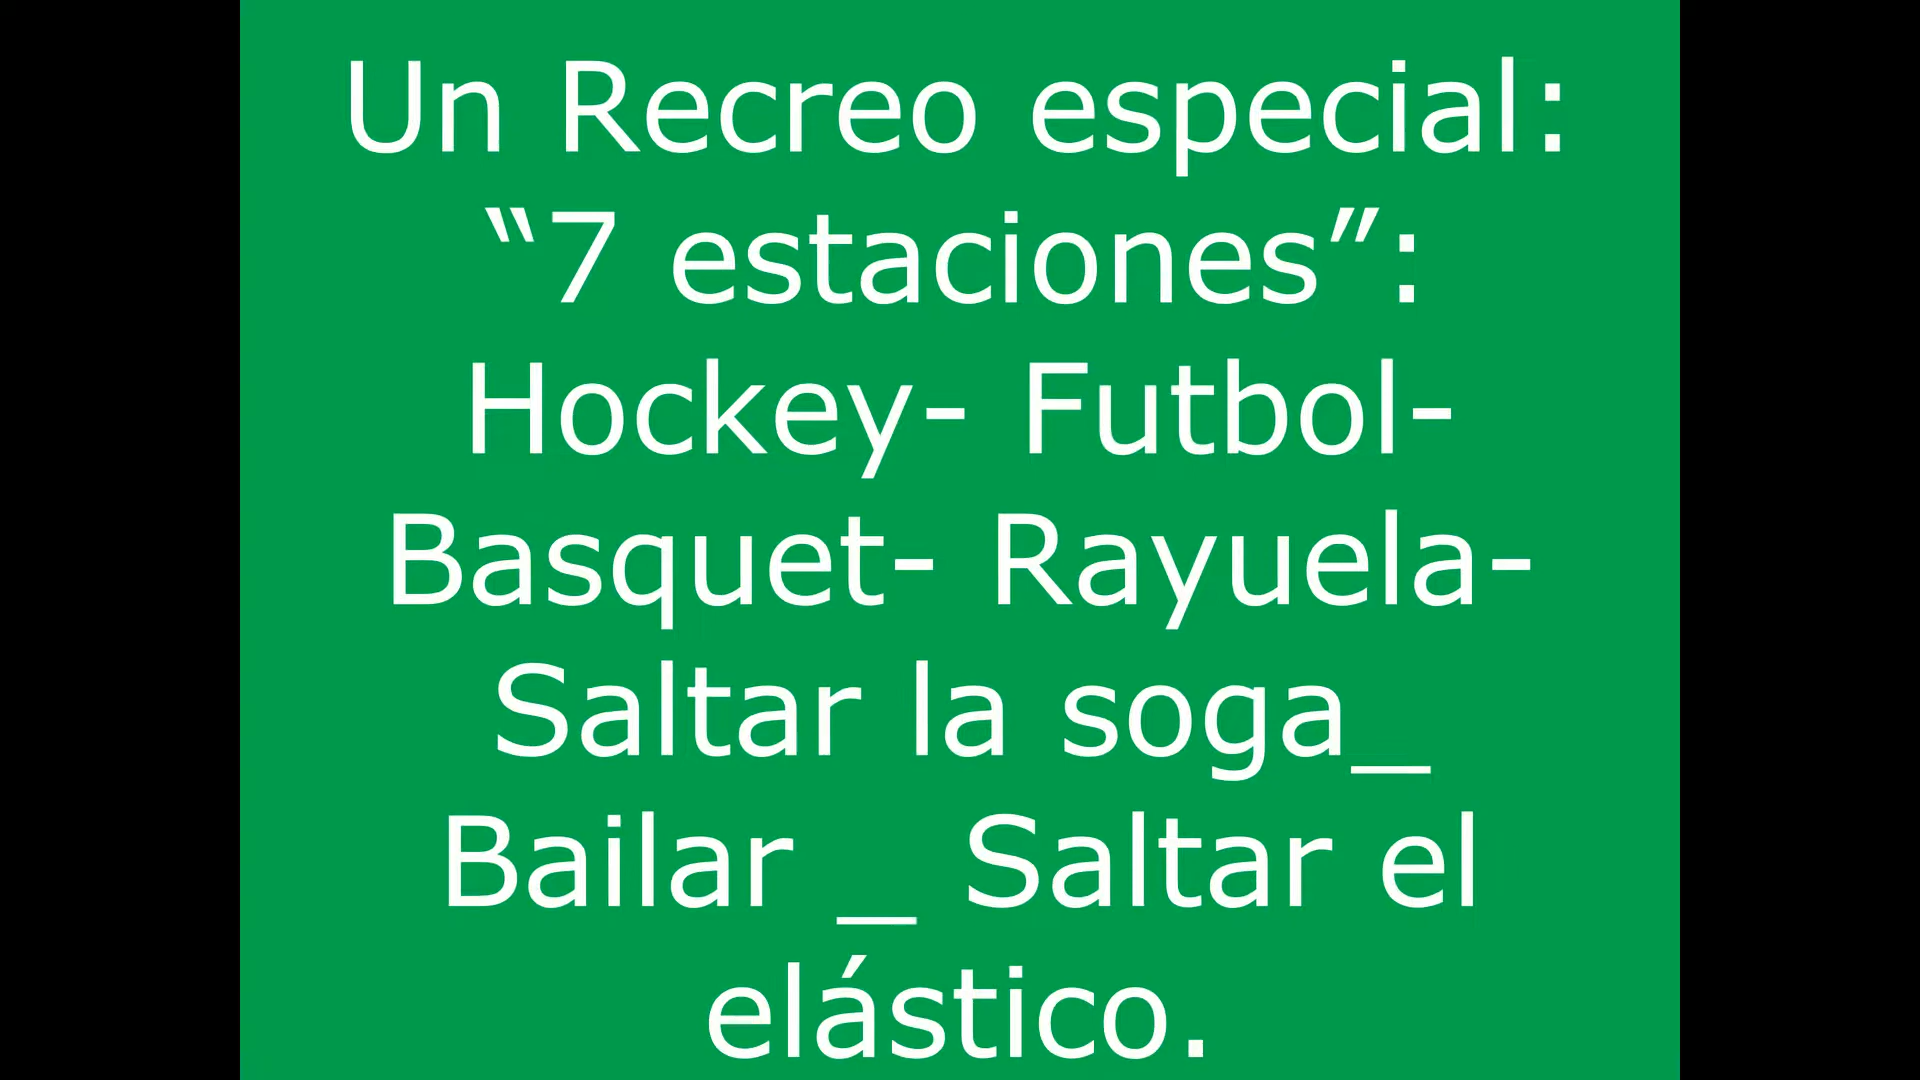 Un Recreo especial:
“7 estaciones”:
Hockey- Futbol-
Basquet- Rayuela-
Saltar la soga_
Bailar _ Saltar el
elástico.